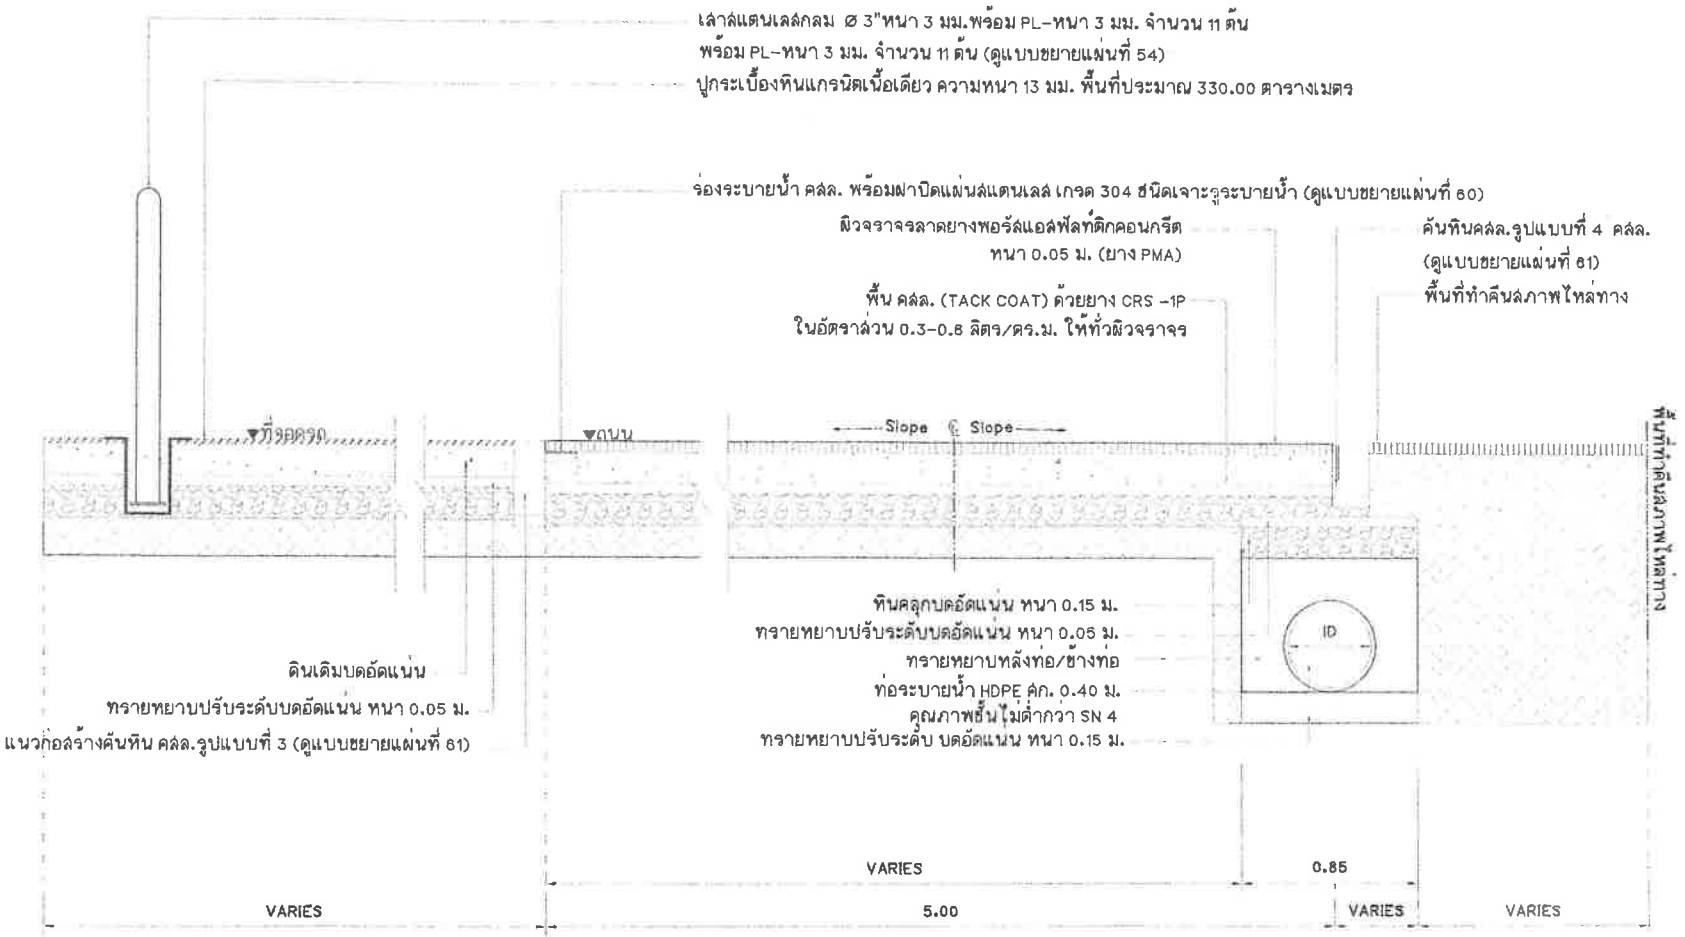 เสาสแตนเลสกลม Ø 3"หนา 3 มม.พร้อม PL-หนา 3 มม. จำนวน 11 ต้น
พร้อม PL-หนา 3 มม. จำนวน 11 ต้น (ดูแบบขยายแผ่นที่ 54)
ปูกระเบื้องหินแกรนิตเนื้อเดียว ความหนา 13 มม. พื้นที่ประมาณ 330.00 ตารางเมตร
ร่องระบายน้ำ คสล. พร้อมฝาปิดแผ่นสแตนเลส เกรด 304 ชนิดเจาะรูระบายน้ำ (ดูแบบขยายแผ่นที่ 60)
ผิวจราจรลาดยางพอรัสแอสฟัลท์ติกคอนกรีต
หนา 0.05 ม. (ยาง PMA)
คันหินคสล.รูปแบบที่ 4 คสล.
(ดูแบบขยายแผ่นที่ 61)
พื้นที่ทำคืนสภาพไหล่ทาง
พื้น คสล. (TACK COAT) ด้วยยาง CRS -1P
ในอัตราส่วน 0.3-0.6 ลิตร/ตร.ม. ให้ทั่วผิวจราจร
▼ที่จอดรถ
▼ถนน
Slope ℄ Slope
พื้นที่ทำคืนสภาพไหล่ทาง
หินคลุกบดอัดแน่น หนา 0.15 ม.
ทรายหยาบปรับระดับบดอัดแน่น หนา 0.05 ม.
ทรายหยาบหลังท่อ/ข้างท่อ
ท่อระบายน้ำ HDPE ศก. 0.40 ม.
คุณภาพชั้นไม่ต่ำกว่า SN 4
ทรายหยาบปรับระดับ บดอัดแน่น หนา 0.15 ม.
ID
ดินเดิมบดอัดแน่น
ทรายหยาบปรับระดับบดอัดแน่น หนา 0.05 ม.
แนวก่อสร้างคันหิน คสล.รูปแบบที่ 3 (ดูแบบขยายแผ่นที่ 61)
VARIES 0.85
VARIES 5.00 VARIES VARIES